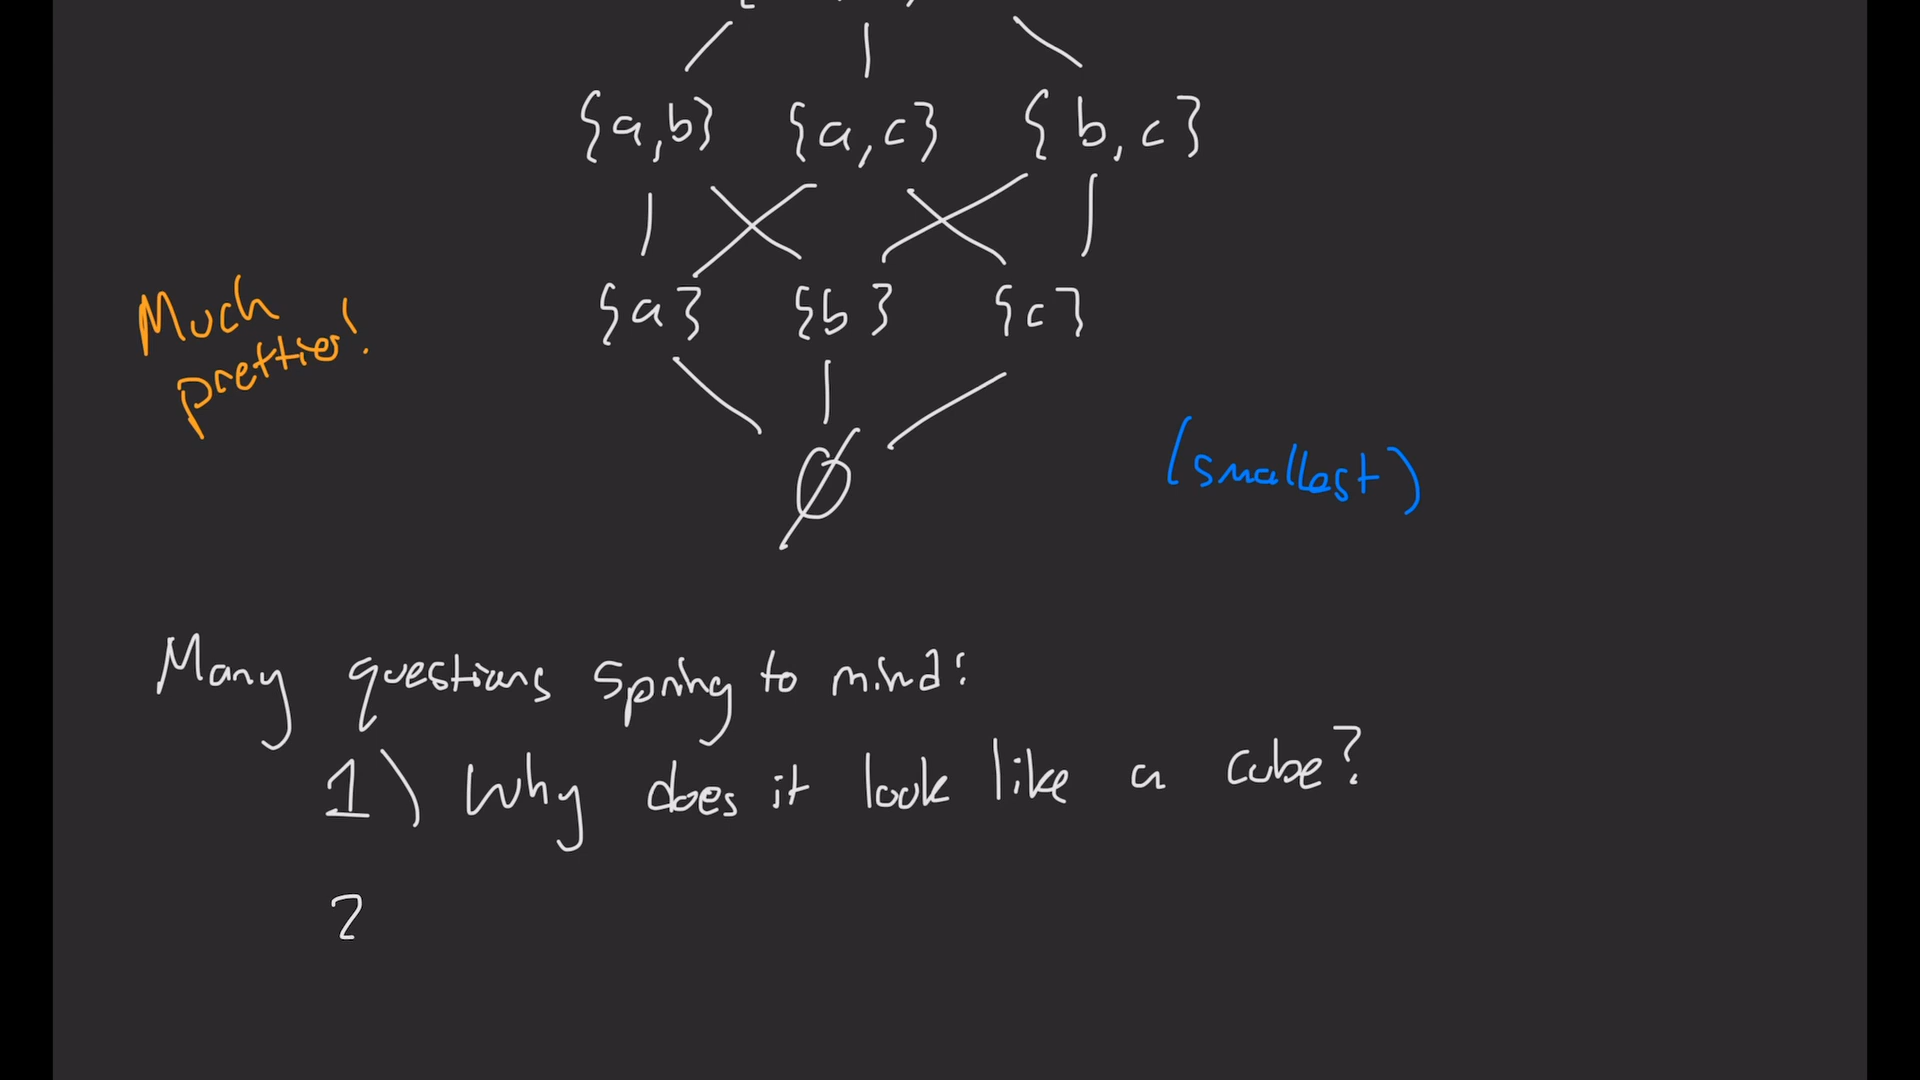 {a,b} {a,c} {b,c}
{a} {b} {c}
Much
prettier!
∅
(smallest)
Many questions spring to mind:
1) Why does it look like a cube?
2